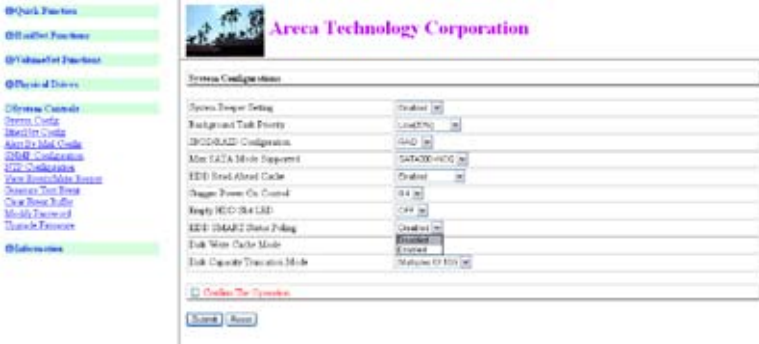 Quick Function
RaidSet Functions
VolumeSet Functions
Physical Drives
System Controls
System Config
EtherNet Config
Alert By Mail Config
SNMP Configuration
NTP Configuration
View Events/Mute Beeper
Generate Test Event
Clear Event Buffer
Modify Password
Upgrade Firmware
Information
Areca Technology Corporation
System Configurations
System Beeper Setting Enabled
Background Task Priority Low(20%)
JBOD/RAID Configuration RAID
Max SATA Mode Supported SATA300+NCQ
HDD Read Ahead Cache Enabled
Stagger Power On Control 0.4
Empty HDD Slot LED OFF
HDD SMART Status Polling Disabled
Disabled
Enabled
Disk Write Cache Mode
Disk Capacity Truncation Mode Multiples Of 10G
Confirm The Operation
Submit Reset